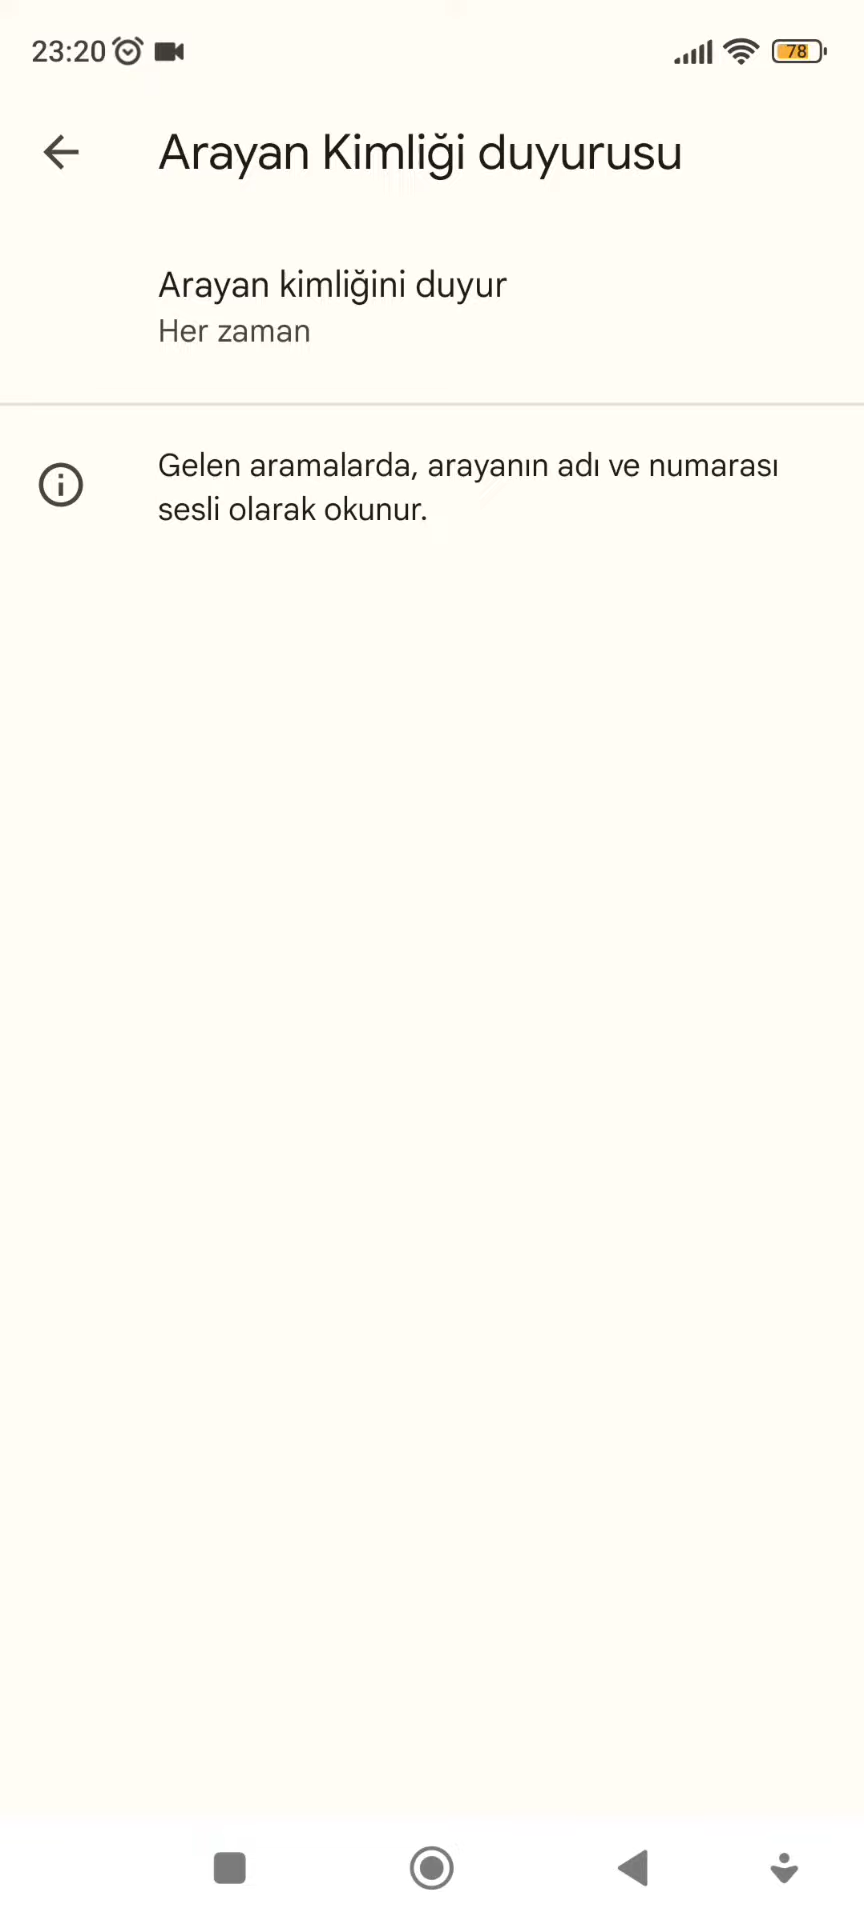 23:20
78
Arayan Kimliği duyurusu
Arayan kimliğini duyur
Her zaman
Gelen aramalarda, arayanın adı ve numarası
sesli olarak okunur.